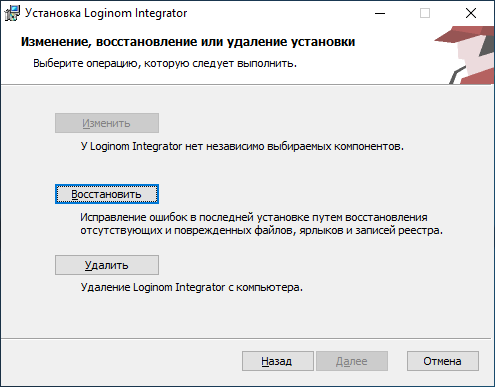 Установка Loginom Integrator
Изменение, восстановление или удаление установки
Выберите операцию, которую следует выполнить.
Изменить
У Loginom Integrator нет независимо выбираемых компонентов.
Восстановить
Исправление ошибок в последней установке путем восстановления
отсутствующих и поврежденных файлов, ярлыков и записей реестра.
Удалить
Удаление Loginom Integrator с компьютера.
Назад
Далее
Отмена